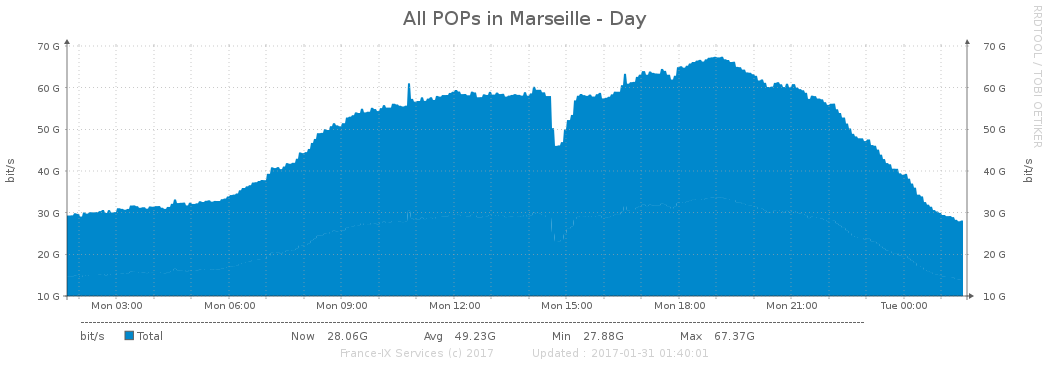 All POPs in Marseille - Day
RRDTOOL / TOBI OETIKER
70 G 70 G
60 G 60 G
50 G 50 G
40 G 40 G
30 G 30 G
20 G 20 G
10 G 10 G
bit/s bit/s
Mon 03:00 Mon 06:00 Mon 09:00 Mon 12:00 Mon 15:00 Mon 18:00 Mon 21:00 Tue 00:00
bit/s Total Now 28.06G Avg 49.23G Min 27.88G Max 67.37G
France-IX Services (c) 2017 Updated : 2017-01-31 01:40:01